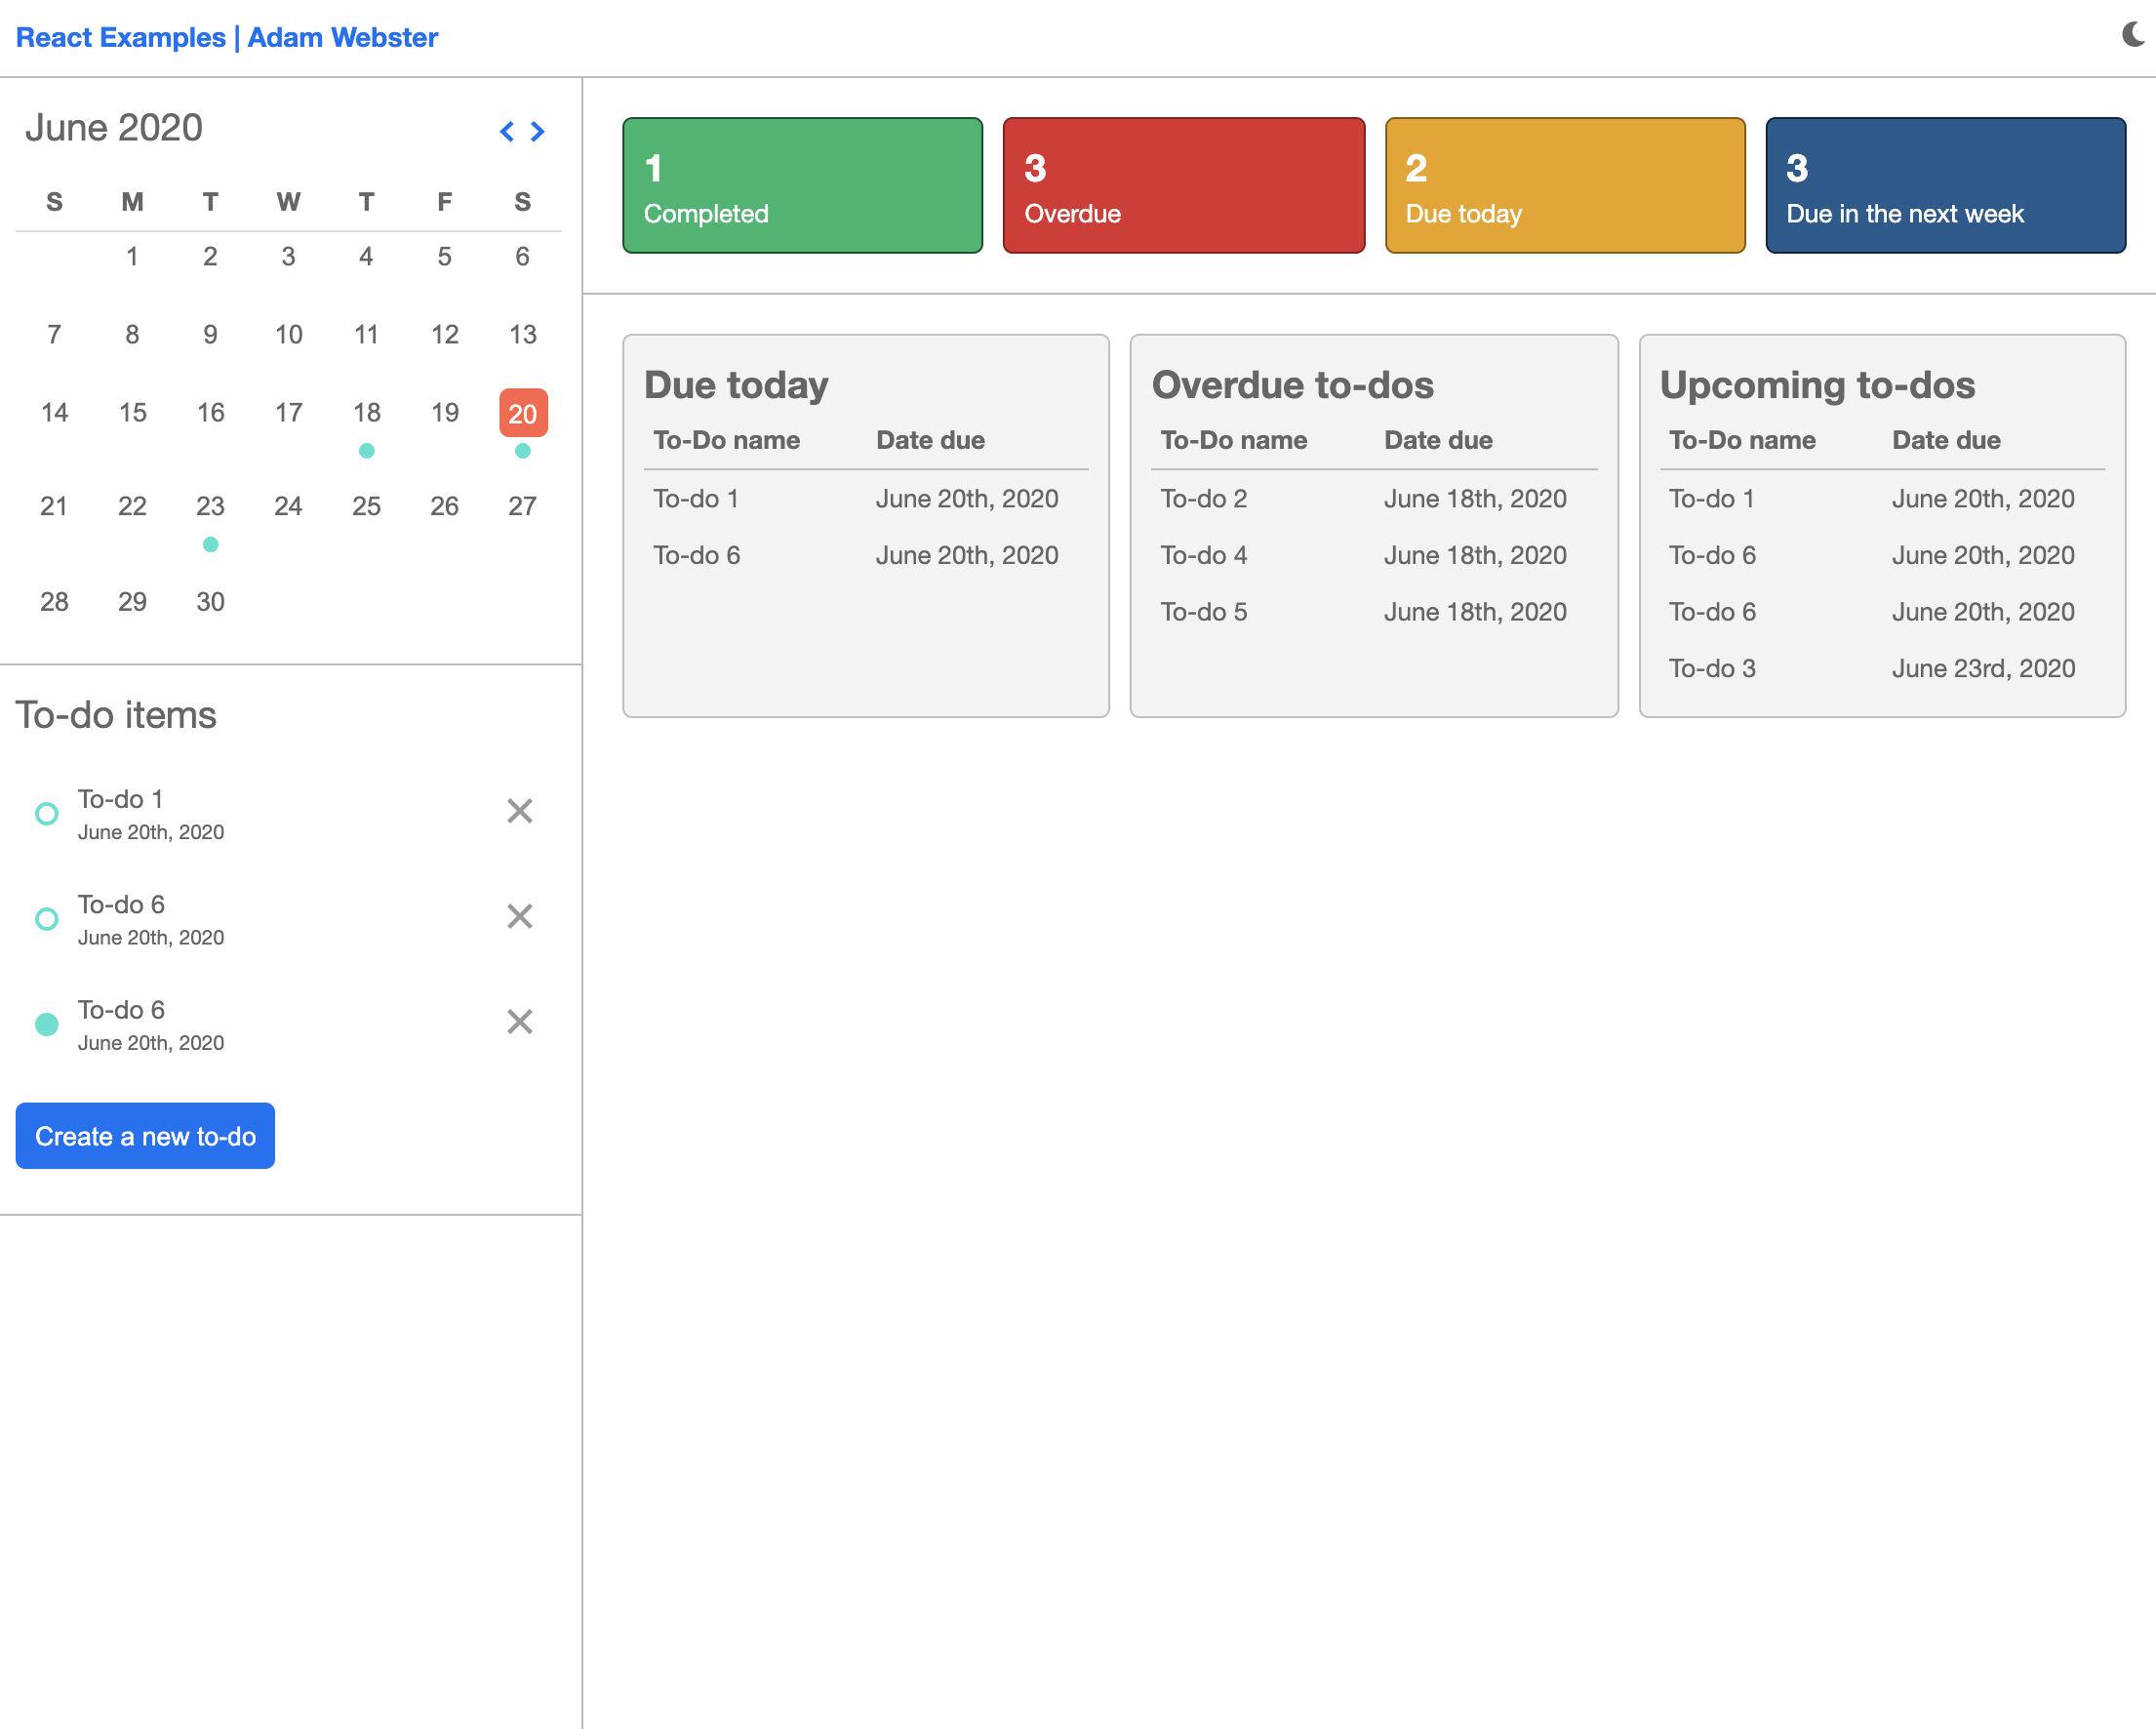 React Examples | Adam Webster
June 2020
S M T W T F S
1 2 3 4 5 6
7 8 9 10 11 12 13
14 15 16 17 18 19 20
21 22 23 24 25 26 27
28 29 30
To-do items
To-do 1
June 20th, 2020
To-do 6
June 20th, 2020
To-do 6
June 20th, 2020
Create a new to-do
1
Completed
3
Overdue
2
Due today
3
Due in the next week
Due today
To-Do name Date due
To-do 1 June 20th, 2020
To-do 6 June 20th, 2020
Overdue to-dos
To-Do name Date due
To-do 2 June 18th, 2020
To-do 4 June 18th, 2020
To-do 5 June 18th, 2020
Upcoming to-dos
To-Do name Date due
To-do 1 June 20th, 2020
To-do 6 June 20th, 2020
To-do 6 June 20th, 2020
To-do 3 June 23rd, 2020